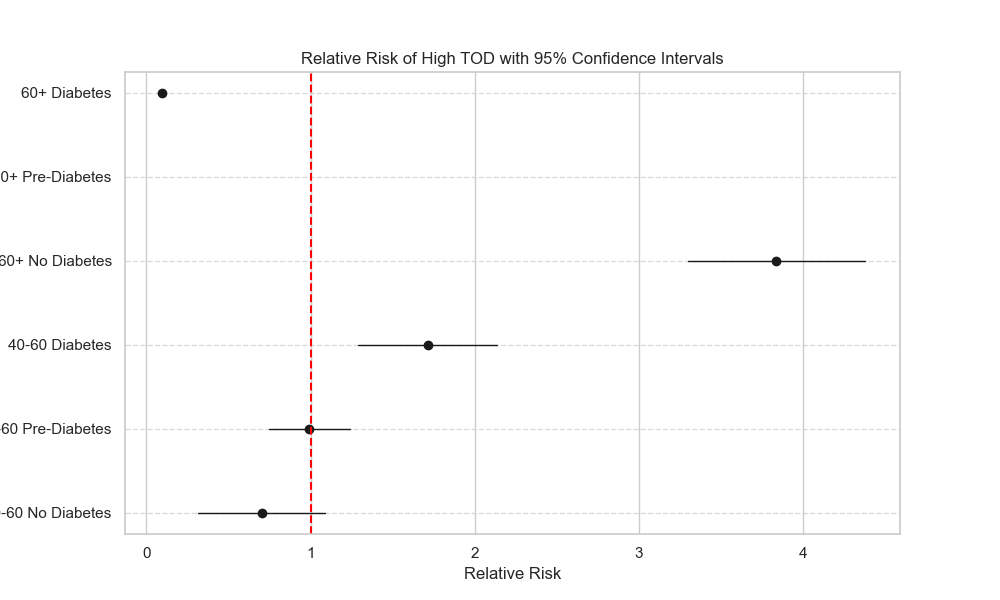 Relative Risk of High TOD with 95% Confidence Intervals
60+ Diabetes
0+ Pre-Diabetes
60+ No Diabetes
40-60 Diabetes
-60 Pre-Diabetes
-60 No Diabetes
0 1 2 3 4
Relative Risk